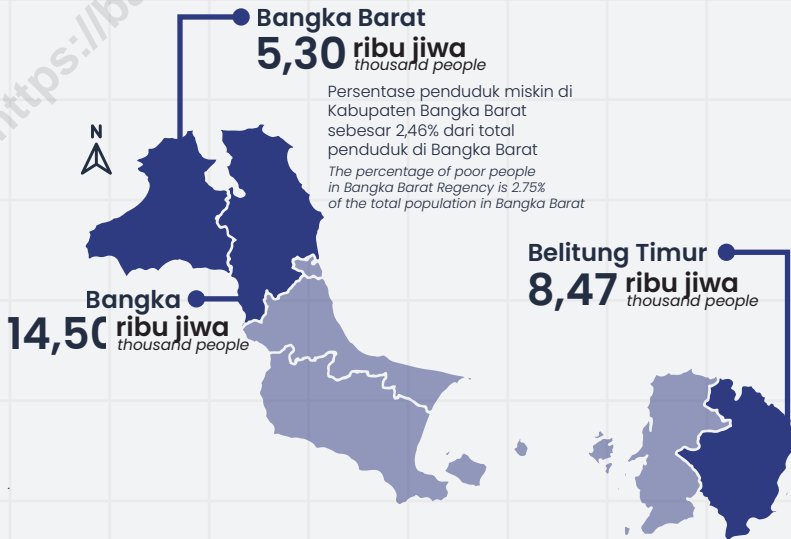 https://b
Bangka Barat
5,30 ribu jiwa
thousand people
Persentase penduduk miskin di
Kabupaten Bangka Barat
sebesar 2,46% dari total
penduduk di Bangka Barat
The percentage of poor people
in Bangka Barat Regency is 2.75%
of the total population in Bangka Barat
N
Belitung Timur
8,47 ribu jiwa
thousand people
Bangka
14,50 ribu jiwa
thousand people